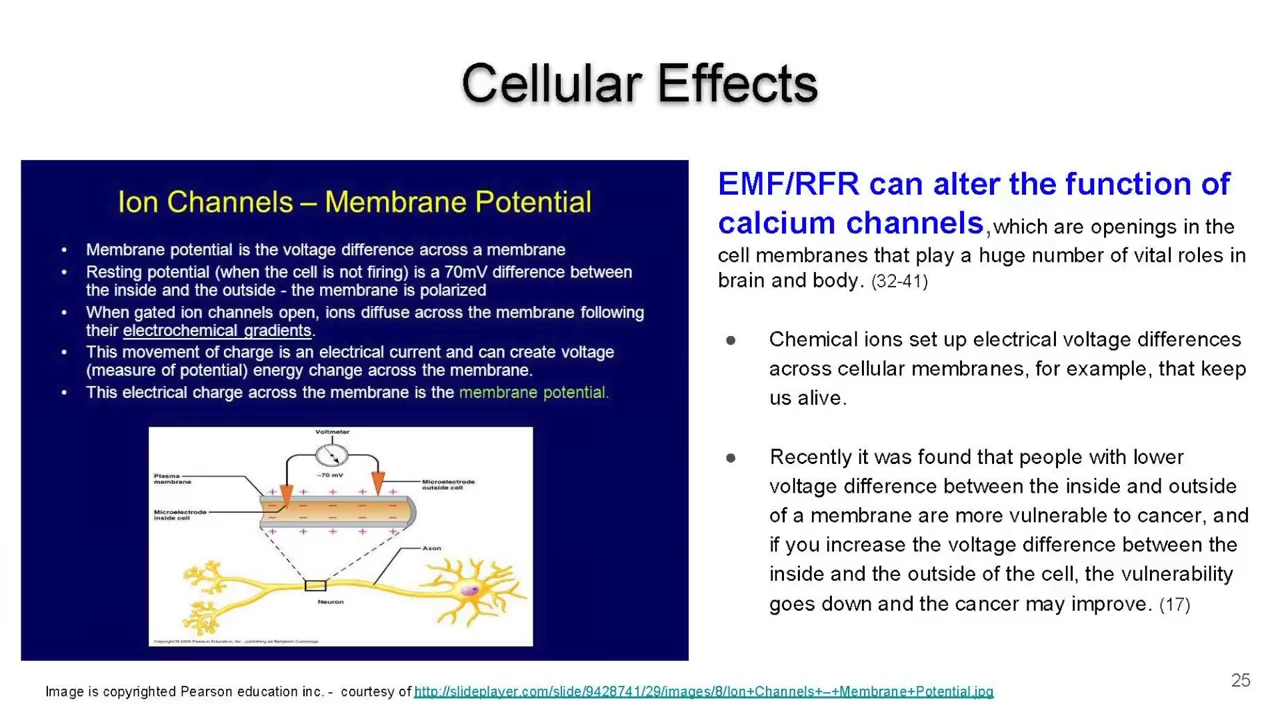 Cellular Effects
Ion Channels – Membrane Potential
• Membrane potential is the voltage difference across a membrane
• Resting potential (when the cell is not firing) is a 70mV difference between
the inside and the outside - the membrane is polarized
• When gated ion channels open, ions diffuse across the membrane following
their electrochemical gradients.
• This movement of charge is an electrical current and can create voltage
(measure of potential) energy change across the membrane.
• This electrical charge across the membrane is the membrane potential.
Voltmeter
–70 mV
Plasma
membrane
Microelectrode
outside cell
Microelectrode
inside cell
Axon
Neuron
EMF/RFR can alter the function of
calcium channels, which are openings in the
cell membranes that play a huge number of vital roles in
brain and body. (32-41)
● Chemical ions set up electrical voltage differences
across cellular membranes, for example, that keep
us alive.
● Recently it was found that people with lower
voltage difference between the inside and outside
of a membrane are more vulnerable to cancer, and
if you increase the voltage difference between the
inside and the outside of the cell, the vulnerability
goes down and the cancer may improve. (17)
Image is copyrighted Pearson education inc. - courtesy of http://slideplayer.com/slide/9428741/29/images/8/Ion+Channels+–+Membrane+Potential.jpg
25